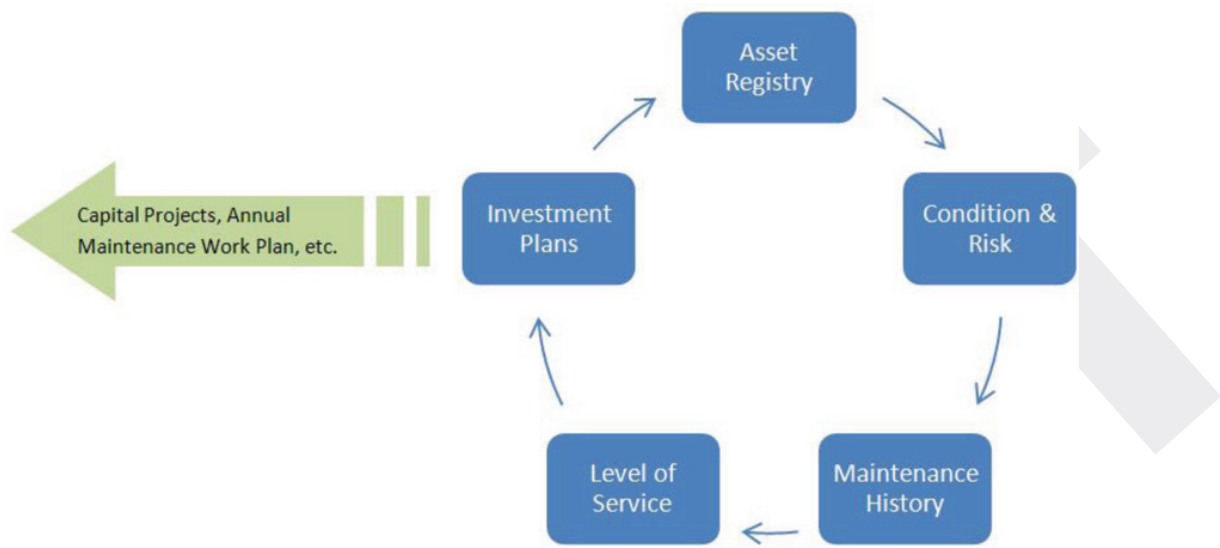 Asset
Registry
Condition &
Risk
Maintenance
History
Level of
Service
Investment
Plans
Capital Projects, Annual
Maintenance Work Plan, etc.